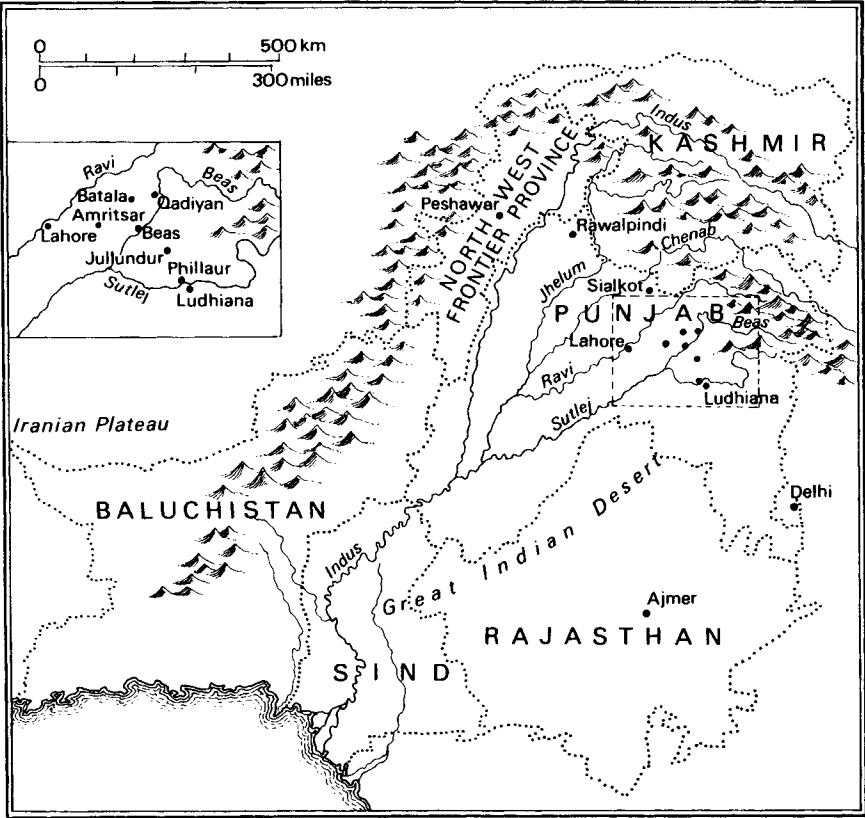 0 500 km
0 300 miles
Ravi
Beas
Batala
Qadiyan
Amritsar
Lahore
Beas
Jullundur
Phillaur
Sutlej
Ludhiana
Indus
KASHMIR
NORTH WEST
FRONTIER PROVINCE
Peshawar
Rawalpindi
Chenab
Jhelum
Sialkot
PUNJAB
Beas
Lahore
Ravi
Ludhiana
Sutlej
Iranian Plateau
Delhi
BALUCHISTAN
Indus
Great Indian Desert
Ajmer
RAJASTHAN
SIND